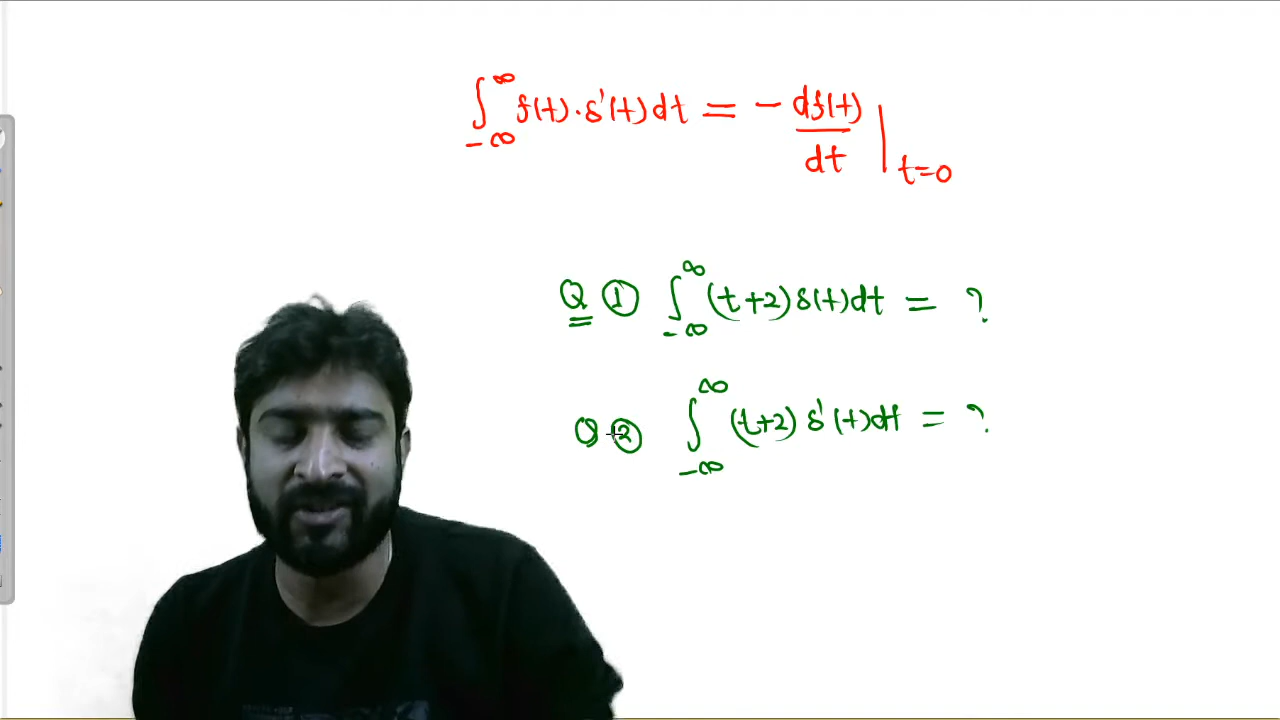 ∫_{-∞}^{∞} f(t)·δ'(t)dt = - df(t)/dt |_{t=0}
Q ① ∫_{-∞}^{∞} (t+2)δ(t)dt = ?
Q ② ∫_{-∞}^{∞} (t+2) δ'(t)dt = ?